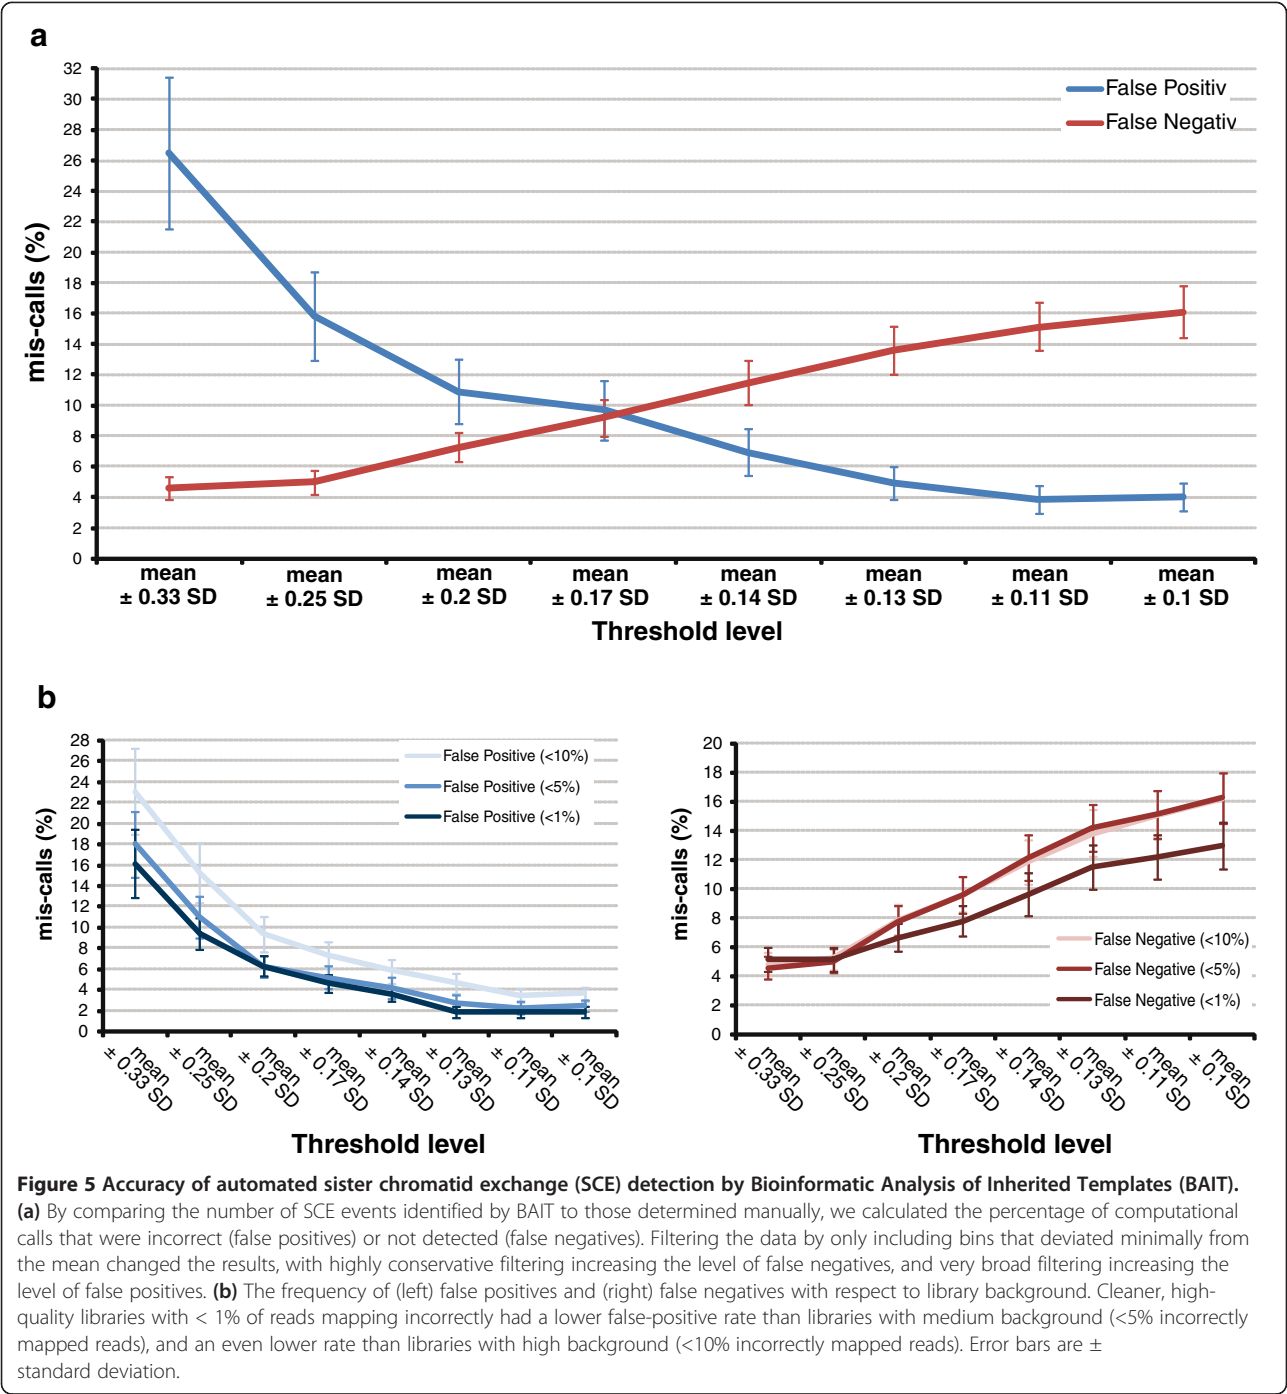 a
32
30
28
26
24
22
20
18
16
14
12
10
8
6
4
2
0
mis-calls (%)
False Positiv
False Negativ
mean
± 0.33 SD
mean
± 0.25 SD
mean
± 0.2 SD
mean
± 0.17 SD
mean
± 0.14 SD
mean
± 0.13 SD
mean
± 0.11 SD
mean
± 0.1 SD
Threshold level
b
28
26
24
22
20
18
16
14
12
10
8
6
4
2
0
mis-calls (%)
False Positive (<10%)
False Positive (<5%)
False Positive (<1%)
mean
± 0.33 SD
mean
± 0.25 SD
mean
± 0.2 SD
mean
± 0.17 SD
mean
± 0.14 SD
mean
± 0.13 SD
mean
± 0.11 SD
mean
± 0.1 SD
Threshold level
20
18
16
14
12
10
8
6
4
2
0
mis-calls (%)
False Negative (<10%)
False Negative (<5%)
False Negative (<1%)
mean
± 0.33 SD
mean
± 0.25 SD
mean
± 0.2 SD
mean
± 0.17 SD
mean
± 0.14 SD
mean
± 0.13 SD
mean
± 0.11 SD
mean
± 0.1 SD
Threshold level
Figure 5 Accuracy of automated sister chromatid exchange (SCE) detection by Bioinformatic Analysis of Inherited Templates (BAIT).
(a) By comparing the number of SCE events identified by BAIT to those determined manually, we calculated the percentage of computational
calls that were incorrect (false positives) or not detected (false negatives). Filtering the data by only including bins that deviated minimally from
the mean changed the results, with highly conservative filtering increasing the level of false negatives, and very broad filtering increasing the
level of false positives. (b) The frequency of (left) false positives and (right) false negatives with respect to library background. Cleaner, high-
quality libraries with < 1% of reads mapping incorrectly had a lower false-positive rate than libraries with medium background (<5% incorrectly
mapped reads), and an even lower rate than libraries with high background (<10% incorrectly mapped reads). Error bars are ±
standard deviation.